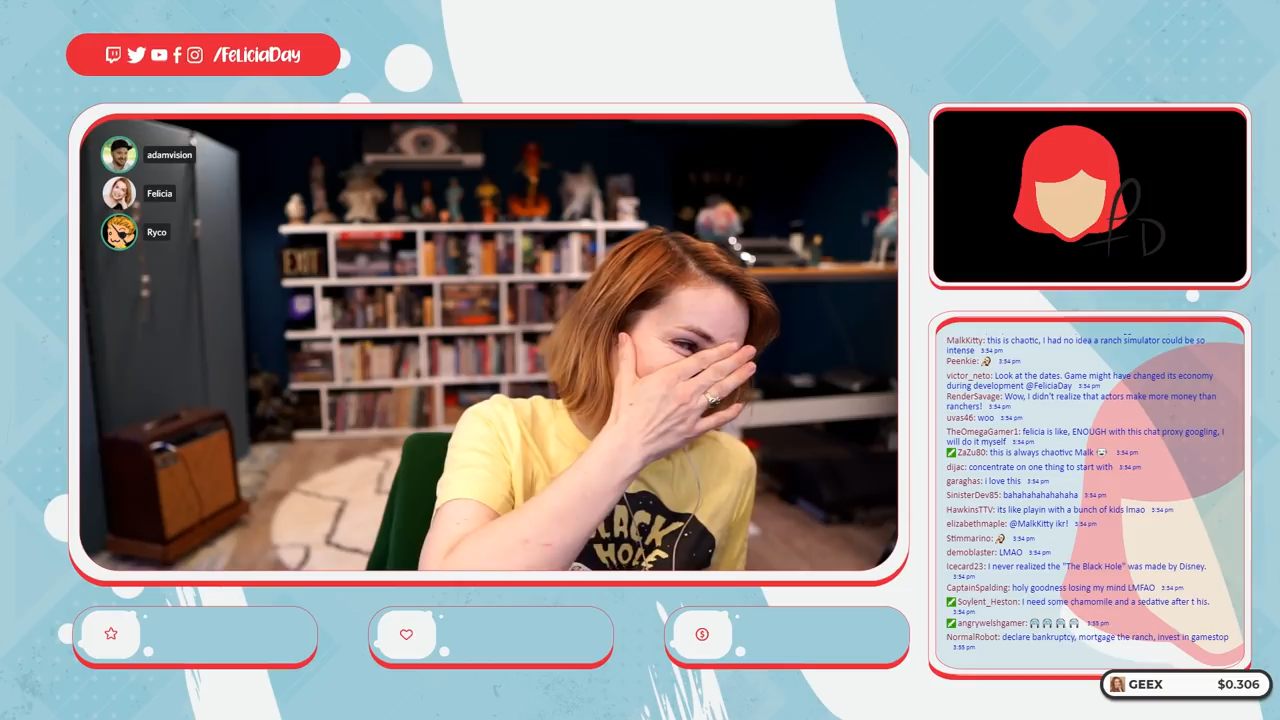 /FeLiciaDay
adamvision
Felicia
Ryco
EXIT
BLACK
HOLE
D
MalkKitty: this is chaotic, I had no idea a ranch simulator could be so
intense 3:54 pm
Peenkie: 3:54 pm
victor_neto: Look at the dates. Game might have changed its economy
during development @FeliciaDay 3:54 pm
RenderSavage: Wow, I didn't realize that actors make more money than
ranchers! 3:54 pm
uvas46: woo 3:54 pm
TheOmegaGamer1: felicia is like, ENOUGH with this chat proxy googling, I
will do it myself 3:54 pm
ZaZu80: this is always chaotivc Malk 3:54 pm
dijac: concentrate on one thing to start with 3:54 pm
garaghas: i love this 3:54 pm
SinisterDev85: bahahahahahahaha 3:54 pm
HawkinsTTV: its like playin with a bunch of kids lmao 3:54 pm
elizabethmaple: @MalkKitty ikr! 3:54 pm
Stimmarino: 3:54 pm
demoblaster: LMAO 3:54 pm
Icecard23: I never realized the "The Black Hole" was made by Disney.
3:54 pm
CaptainSpalding: holy goodness losing my mind LMFAO 3:54 pm
Soylent_Heston: I need some chamomile and a sedative after t his.
3:54 pm
angrywelshgamer: 3:55 pm
NormalRobot: declare bankruptcy, mortgage the ranch, invest in gamestop
3:55 pm
GEEX $0.306